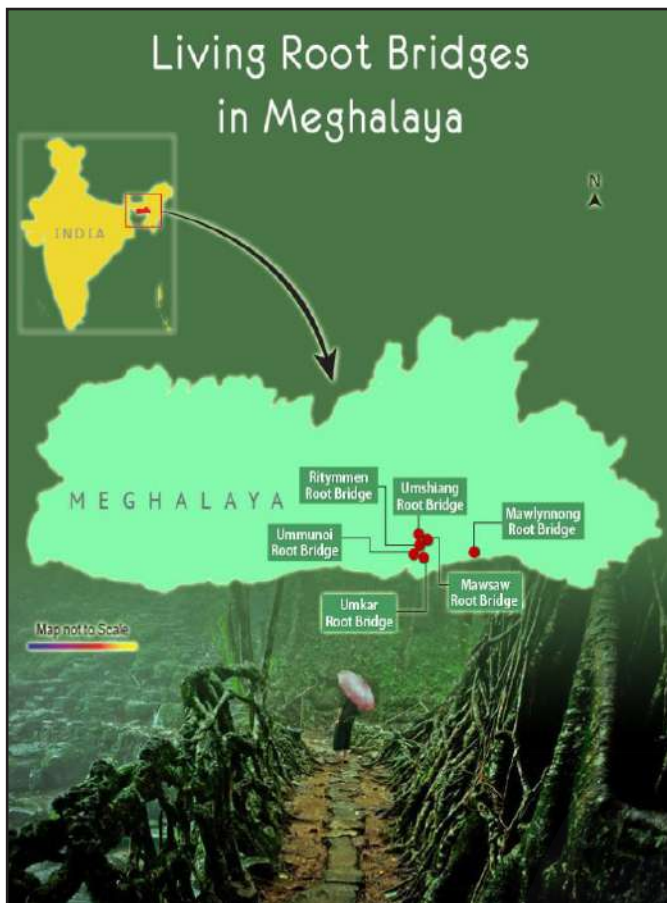 Living Root Bridges
in Meghalaya
INDIA
N
MEGHALAYA
Ritymmen
Root Bridge
Umshiang
Root Bridge
Mawlynnong
Root Bridge
Ummunoi
Root Bridge
Mawsaw
Root Bridge
Umkar
Root Bridge
Map not to Scale